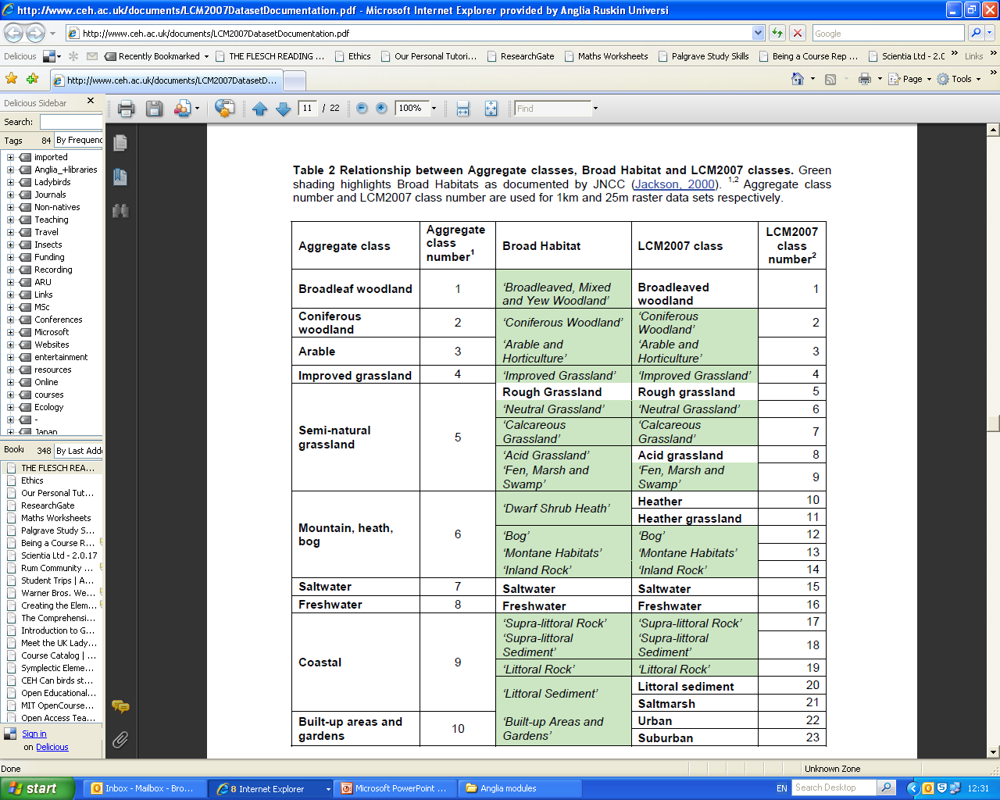 http://www.ceh.ac.uk/documents/LCM2007DatasetDocumentation.pdf - Microsoft Internet Explorer provided by Anglia Ruskin Universi
http://www.ceh.ac.uk/documents/LCM2007DatasetDocumentation.pdf
Google
Delicious
Recently Bookmarked
THE FLESCH READING ...
Ethics
Our Personal Tutori...
ResearchGate
Maths Worksheets
Palgrave Study Skills
Being a Course Rep ...
Scientia Ltd - 2.0
Links
http://www.ceh.ac.uk/documents/LCM2007DatasetD...
Page
Tools
Delicious Sidebar
Search:
Tags 84 By Frequenc
imported
Anglia_+libraries
Ladybirds
Journals
Non-natives
Teaching
Travel
Insects
Funding
Recording
ARU
Links
MSc
Conferences
Microsoft
Websites
entertainment
resources
Online
courses
Ecology
-
Japan
Booki 348 By Last Adde
THE FLESCH REA...
Ethics
Our Personal Tut...
ResearchGate
Maths Worksheets
Palgrave Study S...
Being a Course R...
Scientia Ltd - 2.0.17
Rum Community ...
Student Trips | A...
Warner Bros. We...
Creating the Elem...
The Comprehensi...
Introduction to G...
Meet the UK Lady...
Course Catalog | ...
Symplectic Eleme...
CEH Can birds st...
Open Educational...
MIT OpenCourse...
Open Access Tea...
Sign in
on Delicious
11 / 22
100%
Find
Table 2 Relationship between Aggregate classes, Broad Habitat and LCM2007 classes. Green
shading highlights Broad Habitats as documented by JNCC (Jackson, 2000). 1,2 Aggregate class
number and LCM2007 class number are used for 1km and 25m raster data sets respectively.
Aggregate class
Aggregate
class
number1
Broad Habitat
LCM2007 class
LCM2007
class
number2
Broadleaf woodland
1
‘Broadleaved, Mixed
and Yew Woodland’
Broadleaved
woodland
1
Coniferous
woodland
2
‘Coniferous Woodland’
‘Coniferous
Woodland’
2
Arable
3
‘Arable and
Horticulture’
‘Arable and
Horticulture’
3
Improved grassland
4
‘Improved Grassland’
‘Improved Grassland’
4
Semi-natural
grassland
5
Rough Grassland
Rough grassland
5
‘Neutral Grassland’
‘Neutral Grassland’
6
‘Calcareous
Grassland’
‘Calcareous
Grassland’
7
‘Acid Grassland’
Acid grassland
8
‘Fen, Marsh and
Swamp’
‘Fen, Marsh and
Swamp’
9
Mountain, heath,
bog
6
‘Dwarf Shrub Heath’
Heather
10
Heather grassland
11
‘Bog’
‘Bog’
12
‘Montane Habitats’
‘Montane Habitats’
13
‘Inland Rock’
‘Inland Rock’
14
Saltwater
7
Saltwater
Saltwater
15
Freshwater
8
Freshwater
Freshwater
16
Coastal
9
‘Supra-littoral Rock’
‘Supra-littoral Rock’
17
‘Supra-littoral
Sediment’
‘Supra-littoral
Sediment’
18
‘Littoral Rock’
‘Littoral Rock’
19
‘Littoral Sediment’
Littoral sediment
20
Saltmarsh
21
Built-up areas and
gardens
10
‘Built-up Areas and
Gardens’
Urban
22
Suburban
23
Done
Unknown Zone
start
Inbox - Mailbox - Bro...
8 Internet Explorer
Microsoft PowerPoint ...
Anglia modules
EN
Search Desktop
12:31